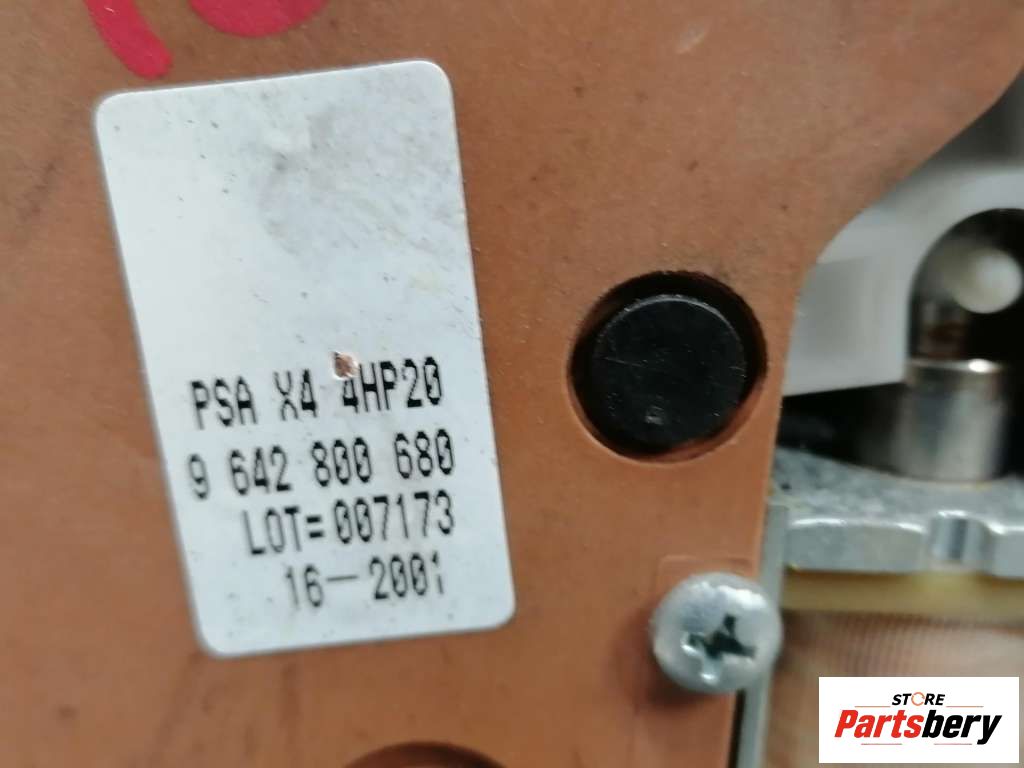 PSA X4 4HP20
9 642 800 680
LOT=007173
16-2001
STORE
Partsbery